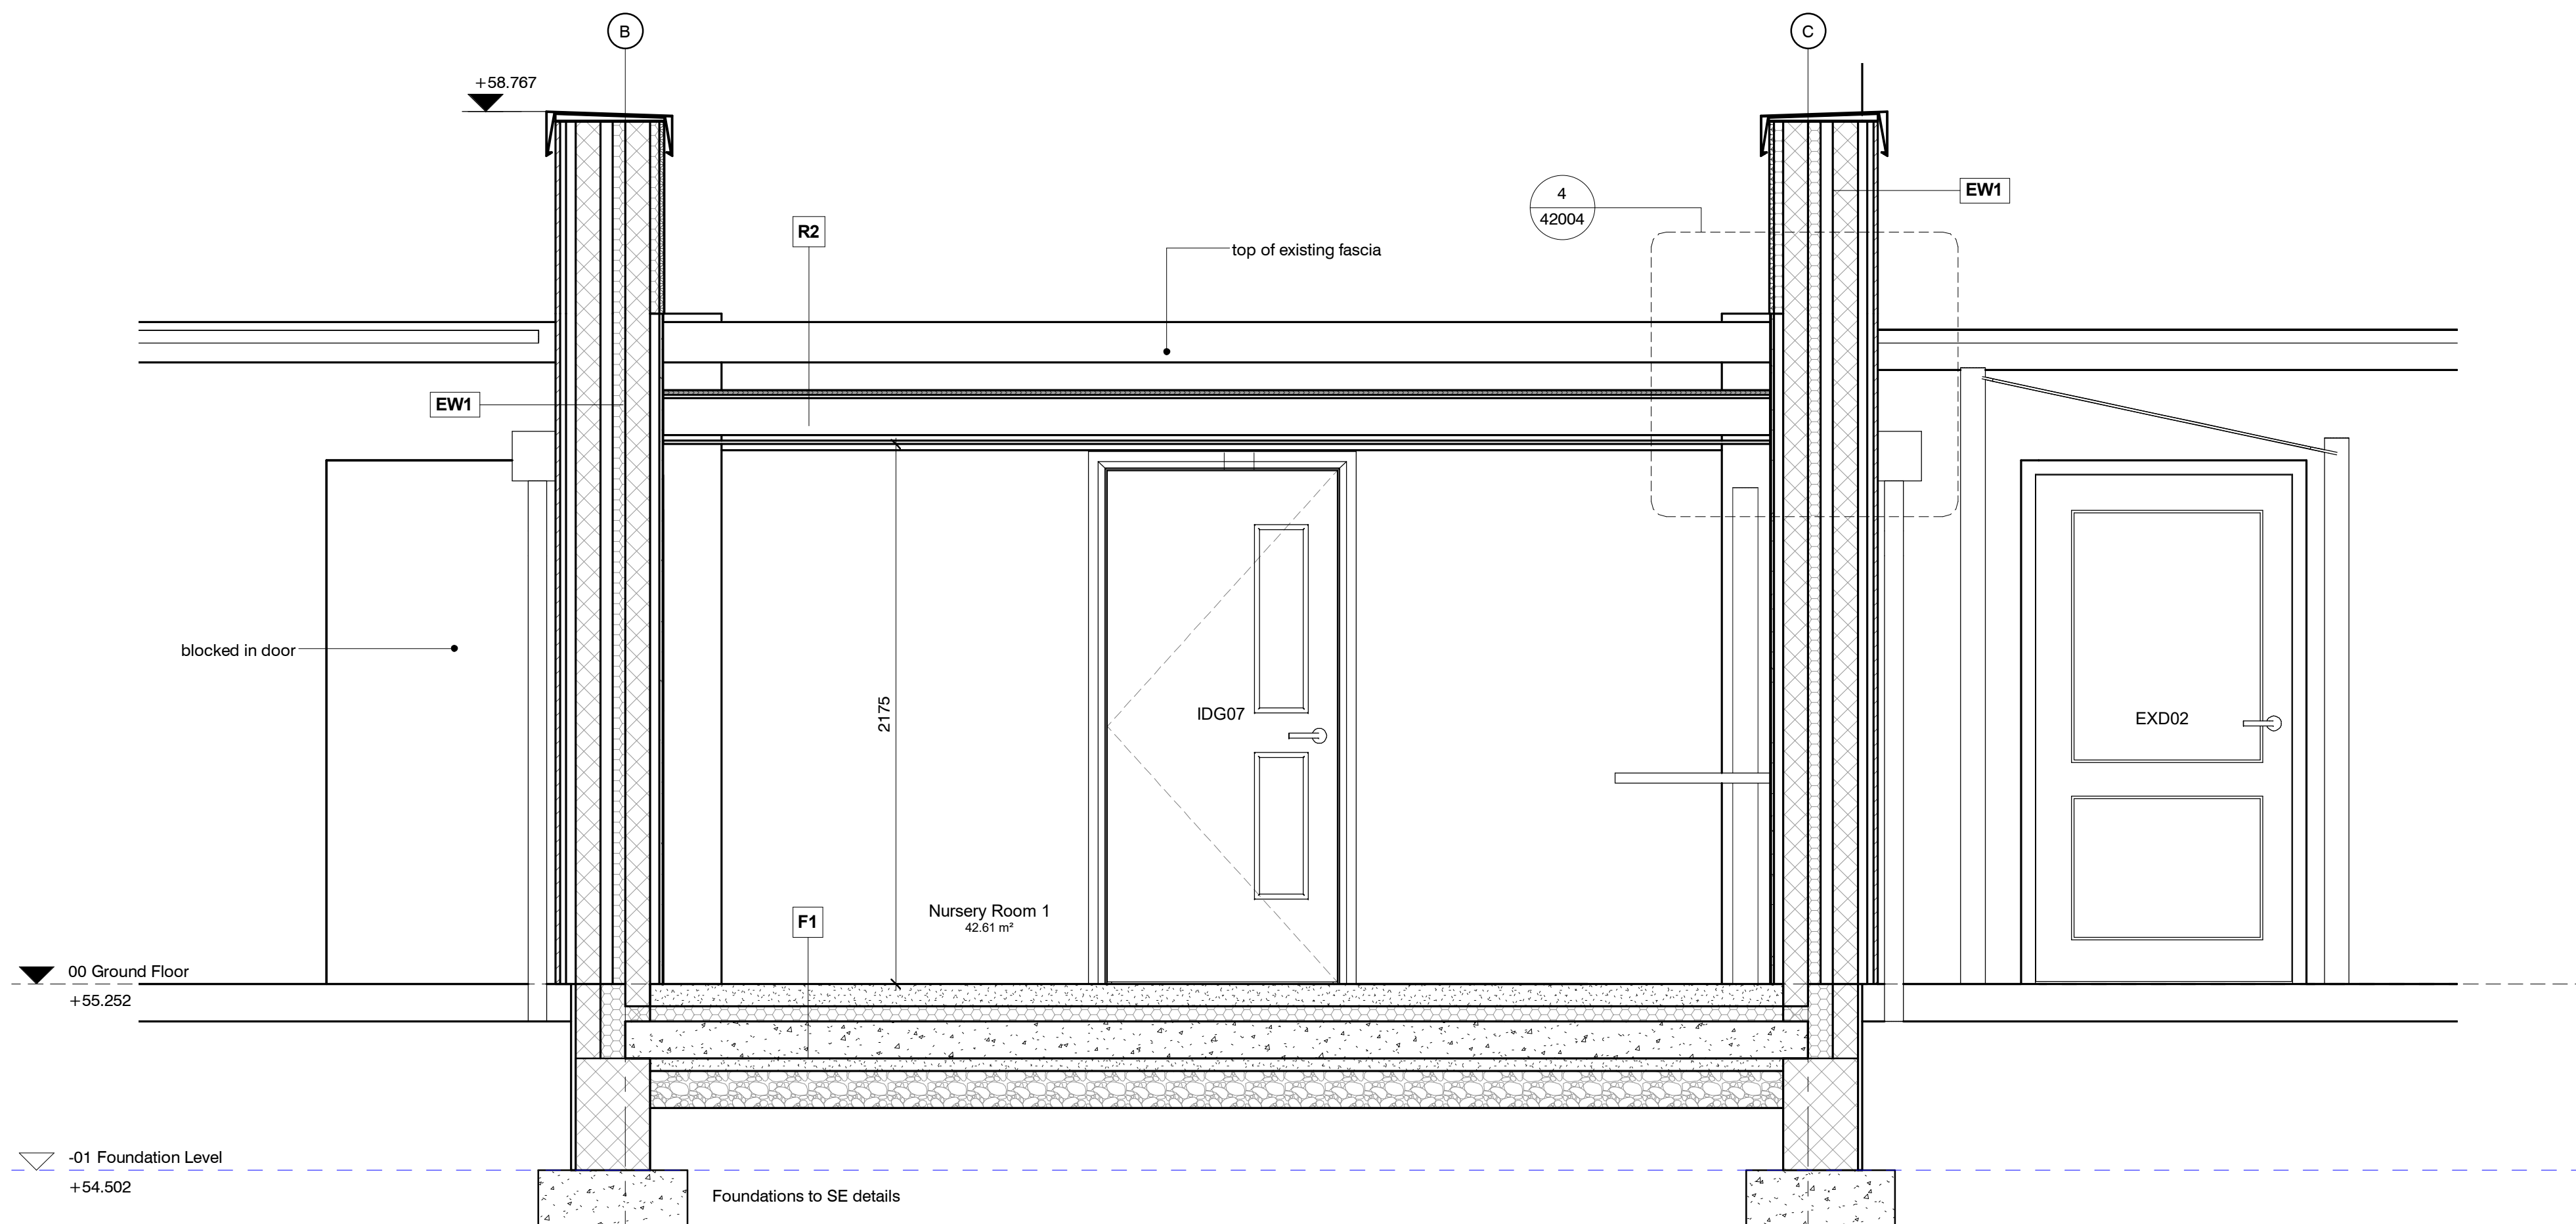 B
C
+58.767
4
42004
EW1
R2
top of existing fascia
EW1
blocked in door
2175
IDG07
EXD02
Nursery Room 1
42.61 m²
F1
00 Ground Floor
+55.252
-01 Foundation Level
+54.502
Foundations to SE details